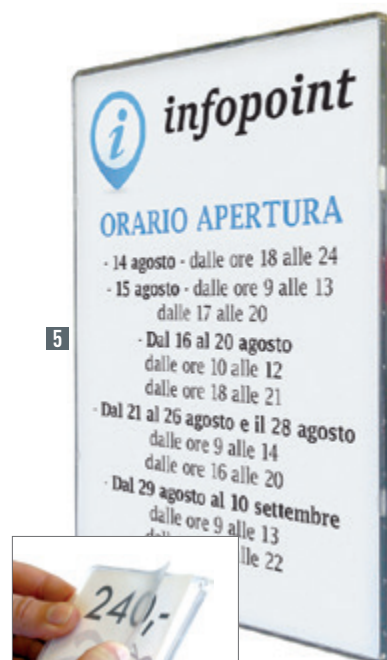 i infopoint
ORARIO APERTURA
- 14 agosto - dalle ore 18 alle 24
- 15 agosto - dalle ore 9 alle 13
dalle 17 alle 20
5
- Dal 16 al 20 agosto
dalle ore 10 alle 12
dalle ore 18 alle 21
- Dal 21 al 26 agosto e il 28 agosto
dalle ore 9 alle 14
dalle ore 16 alle 20
- Dal 29 agosto al 10 settembre
dalle ore 9 alle 13
lle 22
240,-